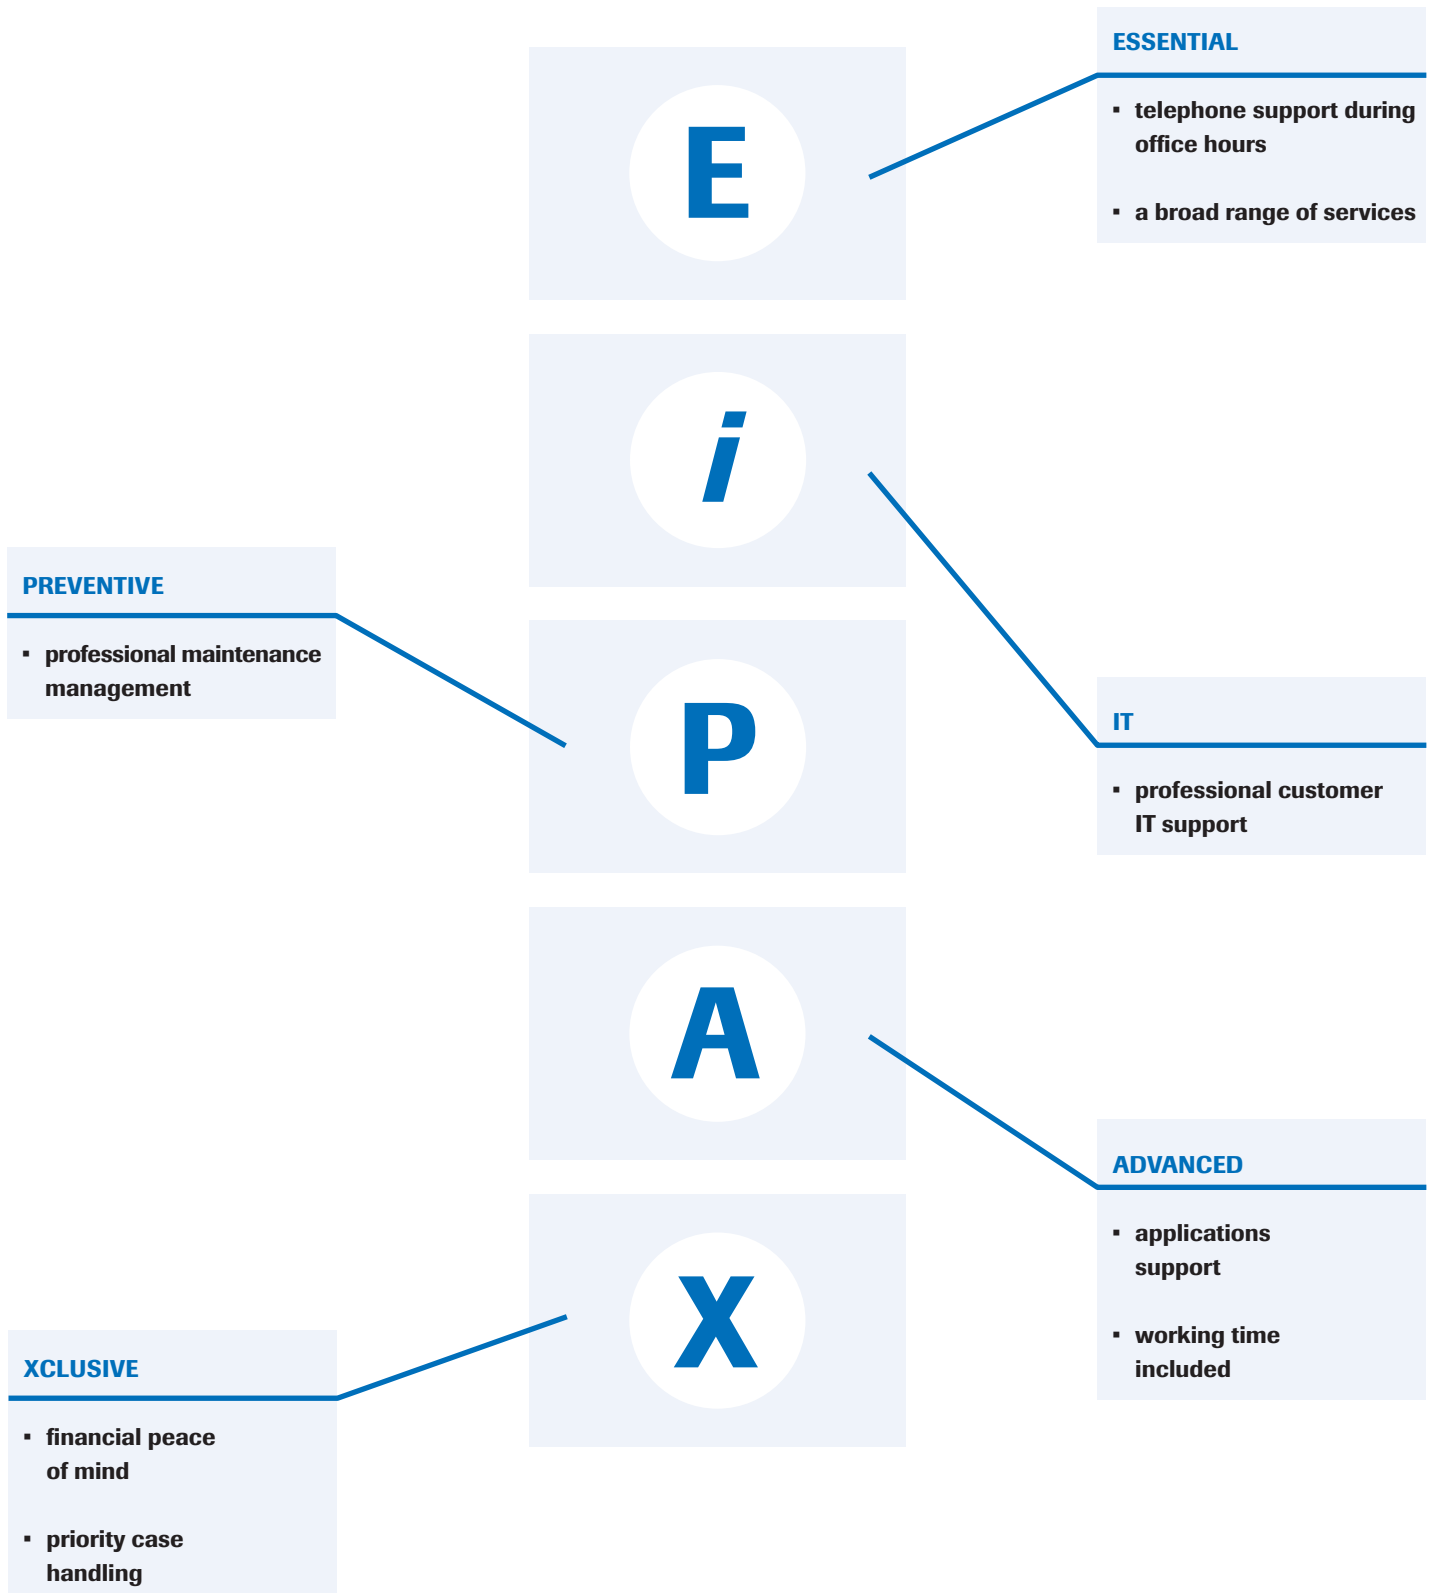 E
ESSENTIAL
▪ telephone support during
office hours
▪ a broad range of services
i
IT
▪ professional customer
IT support
P
PREVENTIVE
▪ professional maintenance
management
A
ADVANCED
▪ applications
support
▪ working time
included
X
XCLUSIVE
▪ financial peace
of mind
▪ priority case
handling